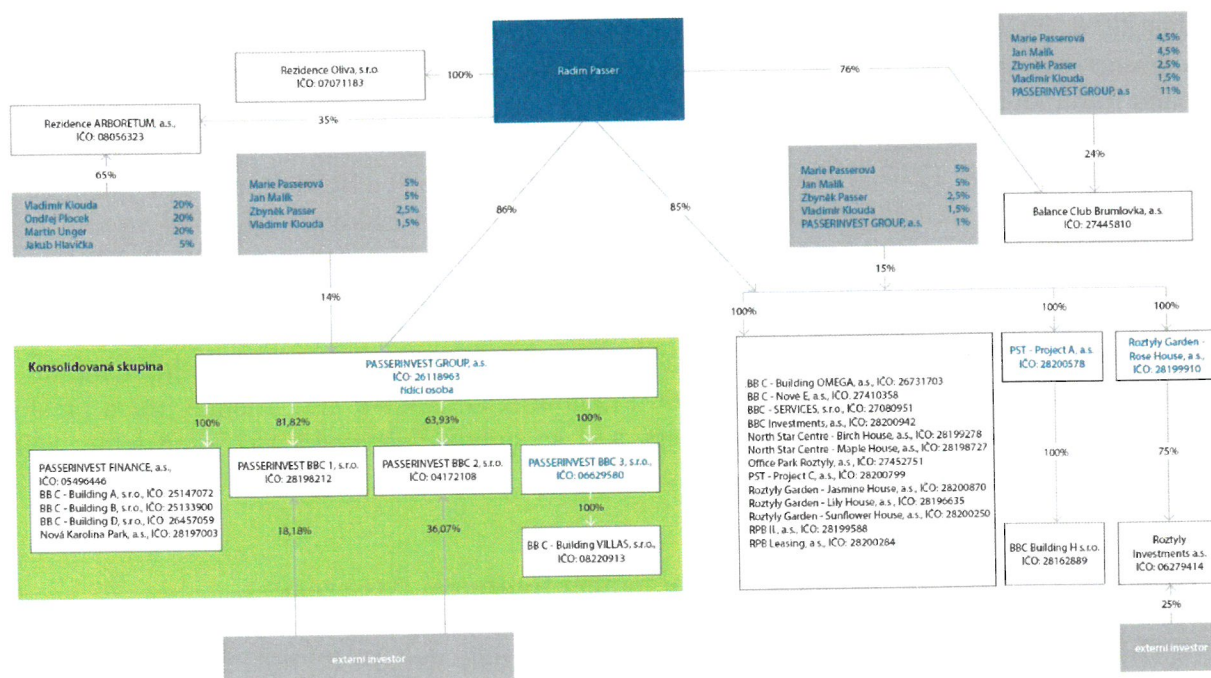 Radim Passer
Rezidence Oliva, s.r.o.
IČO: 07071183
100%
Rezidence ARBORETUM, a.s.,
IČO: 08056323
35%
65%
Vladimír Klouda 20%
Ondřej Plocek 20%
Martin Unger 20%
Jakub Hlavička 5%
Marie Passerová 5%
Jan Malík 5%
Zbyněk Passer 2,5%
Vladimír Klouda 1,5%
14%
86%
85%
76%
Marie Passerová 4,5%
Jan Malík 4,5%
Zbyněk Passer 2,5%
Vladimír Klouda 1,5%
PASSERINVEST GROUP, a.s 11%
24%
Balance Club Brumlovka, a.s.
IČO: 27445810
Marie Passerová 5%
Jan Malík 5%
Zbyněk Passer 2,5%
Vladimír Klouda 1,5%
PASSERINVEST GROUP, a.s. 1%
15%
Konsolidovaná skupina
PASSERINVEST GROUP, a.s.
IČO: 26118963
řídící osoba
100%
81,82%
63,93%
100%
PASSERINVEST FINANCE, a.s.,
IČO: 05496446
BB C - Building A, s.r.o., IČO: 25147072
BB C - Building B, s.r.o., IČO: 25133900
BB C - Building D, s.r.o., IČO: 26457059
Nová Karolina Park, a.s., IČO: 28197003
PASSERINVEST BBC 1, s.r.o.
IČO: 28198212
PASSERINVEST BBC 2, s.r.o.
IČO: 04172108
PASSERINVEST BBC 3, s.r.o.,
IČO: 06629580
18,18%
36,07%
100%
BB C - Building VILLAS, s.r.o.,
IČO: 08220913
externí investor
100%
100%
100%
BB C - Building OMEGA, a.s., IČO: 26731703
BB C - Nové E, a.s., IČO: 27410358
BBC - SERVICES, s.r.o., IČO: 27080951
BBC Investments, a.s., IČO: 28200942
North Star Centre - Birch House, a.s., IČO: 28199278
North Star Centre - Maple House, a.s., IČO: 28198727
Office Park Roztyly, a.s., IČO: 27452751
PST - Project C, a.s., IČO: 28200799
Roztyly Garden - Jasmine House, a.s., IČO: 28200870
Roztyly Garden - Lily House, a.s., IČO: 28196635
Roztyly Garden - Sunflower House, a.s., IČO: 28200250
RPB II., a.s., IČO: 28199588
RPB Leasing, a.s., IČO: 28200284
PST - Project A, a.s.
IČO: 28200578
Roztyly Garden -
Rose House, a.s.,
IČO: 28199910
100%
75%
BBC Building H s.r.o.
IČO: 28162889
Roztyly
Investments a.s.
IČO: 06279414
25%
externí investor